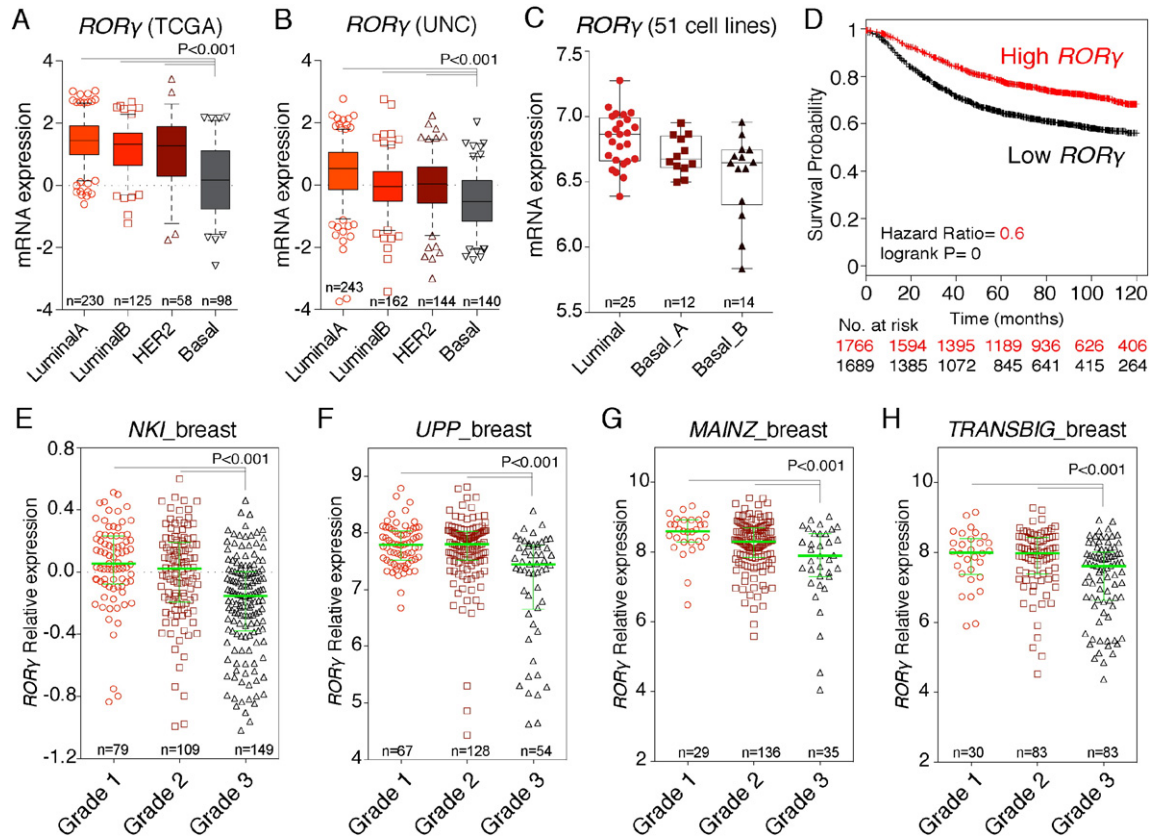 A
RORγ (TCGA)
P<0.001
mRNA expression
4
2
0
-2
-4
n=230
n=125
n=58
n=98
LuminalA
LuminalB
HER2
Basal
B
RORγ (UNC)
P<0.001
mRNA expression
4
2
0
-2
-4
n=243
n=162
n=144
n=140
LuminalA
LuminalB
HER2
Basal
C
RORγ (51 cell lines)
mRNA expression
7.5
7.0
6.5
6.0
5.5
n=25
n=12
n=14
Luminal
Basal_A
Basal_B
D
Survival Probability
1
0.8
0.6
0.4
0.2
0
High RORγ
Low RORγ
Hazard Ratio= 0.6
logrank P= 0
0 20 40 60 80 100 120
Time (months)
No. at risk
1766 1594 1395 1189 936 626 406
1689 1385 1072 845 641 415 264
E
NKI_breast
P<0.001
RORγ Relative expression
0.8
0.4
0.0
-0.4
-0.8
-1.2
n=79
n=109
n=149
Grade 1
Grade 2
Grade 3
F
UPP_breast
P<0.001
RORγ Relative expression
9
8
7
6
5
4
n=67
n=128
n=54
Grade 1
Grade 2
Grade 3
G
MAINZ_breast
P<0.001
RORγ Relative expression
10
8
6
4
2
n=29
n=136
n=35
Grade 1
Grade 2
Grade 3
H
TRANSBIG_breast
P<0.001
RORγ Relative expression
10
8
6
4
2
n=30
n=83
n=83
Grade 1
Grade 2
Grade 3